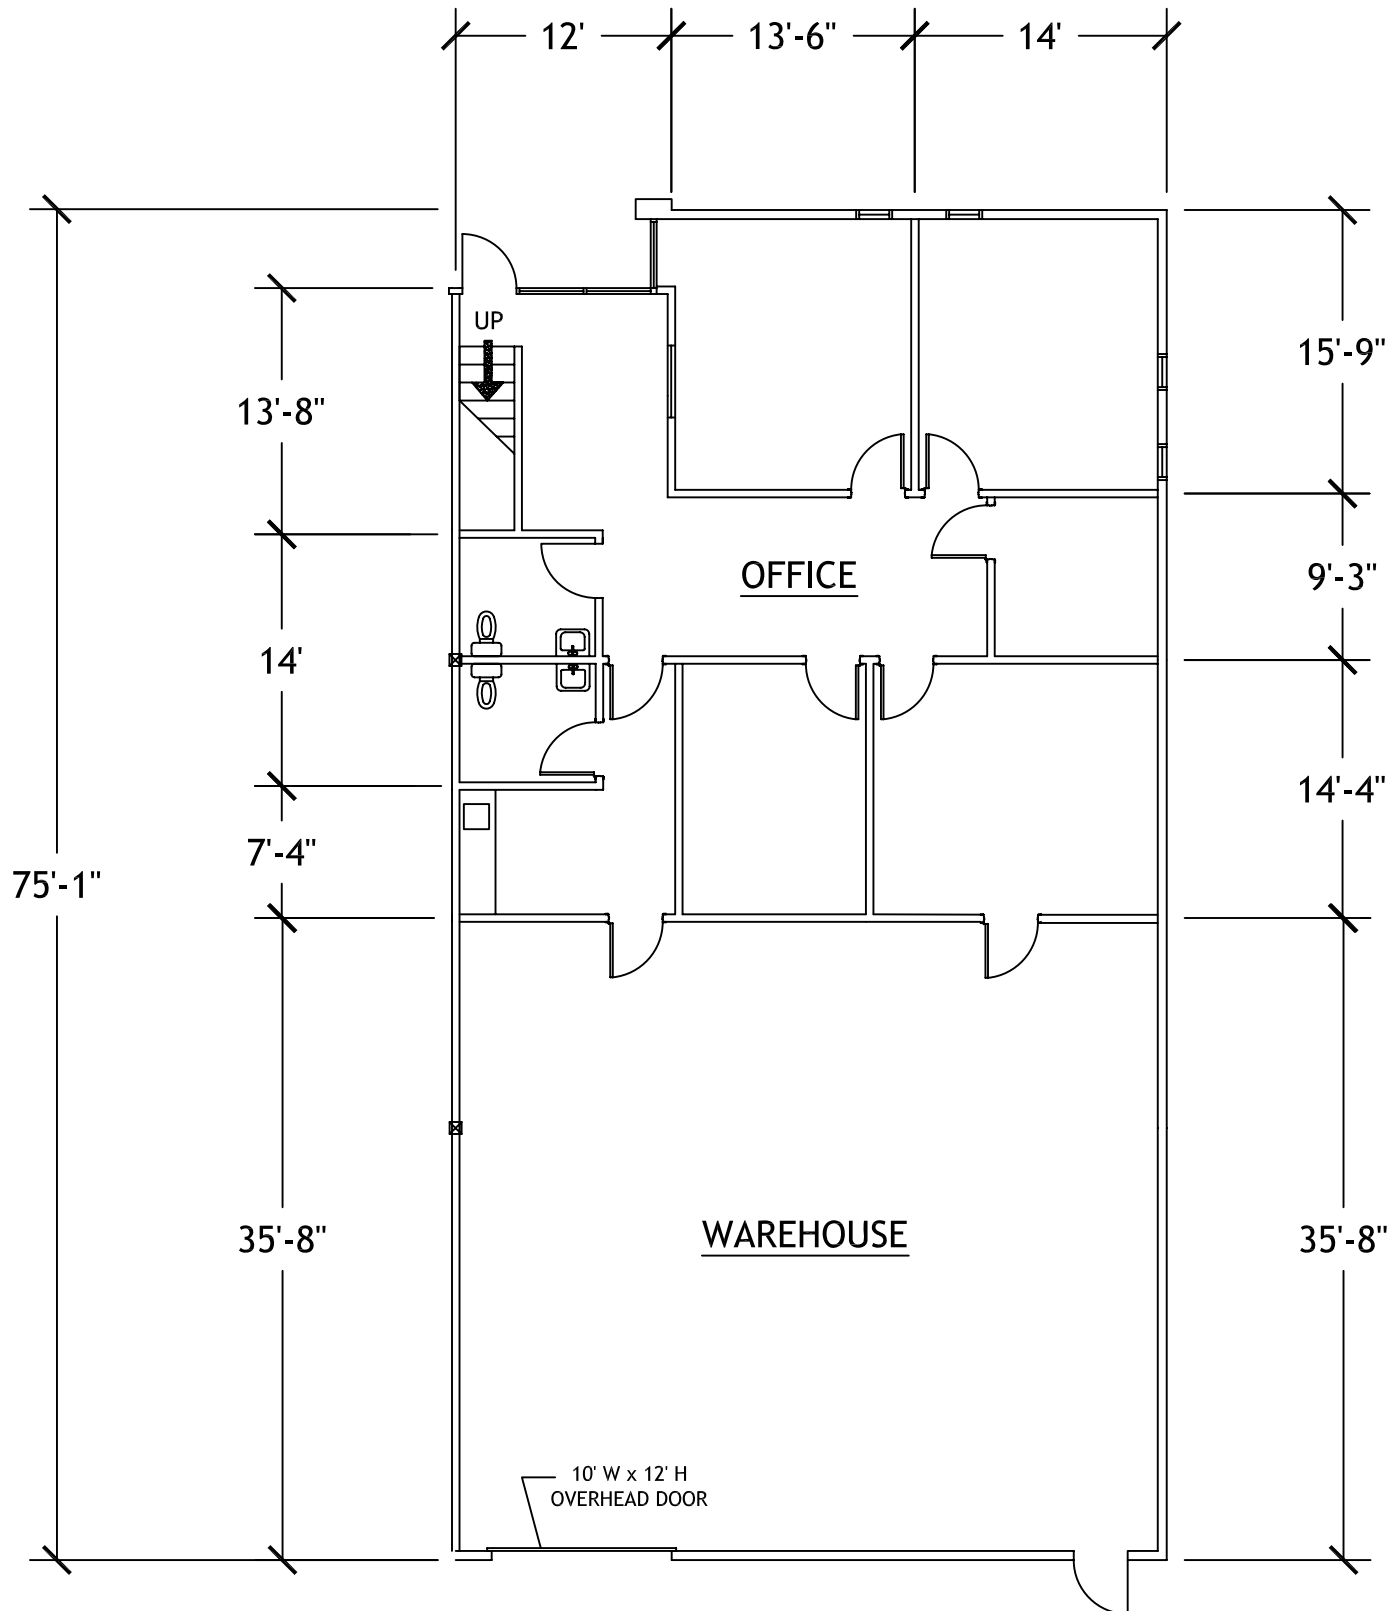 12'
13'-6"
14'
UP
15'-9"
13'-8"
OFFICE
9'-3"
14'
14'-4"
7'-4"
75'-1"
WAREHOUSE
35'-8"
35'-8"
10' W x 12' H
OVERHEAD DOOR